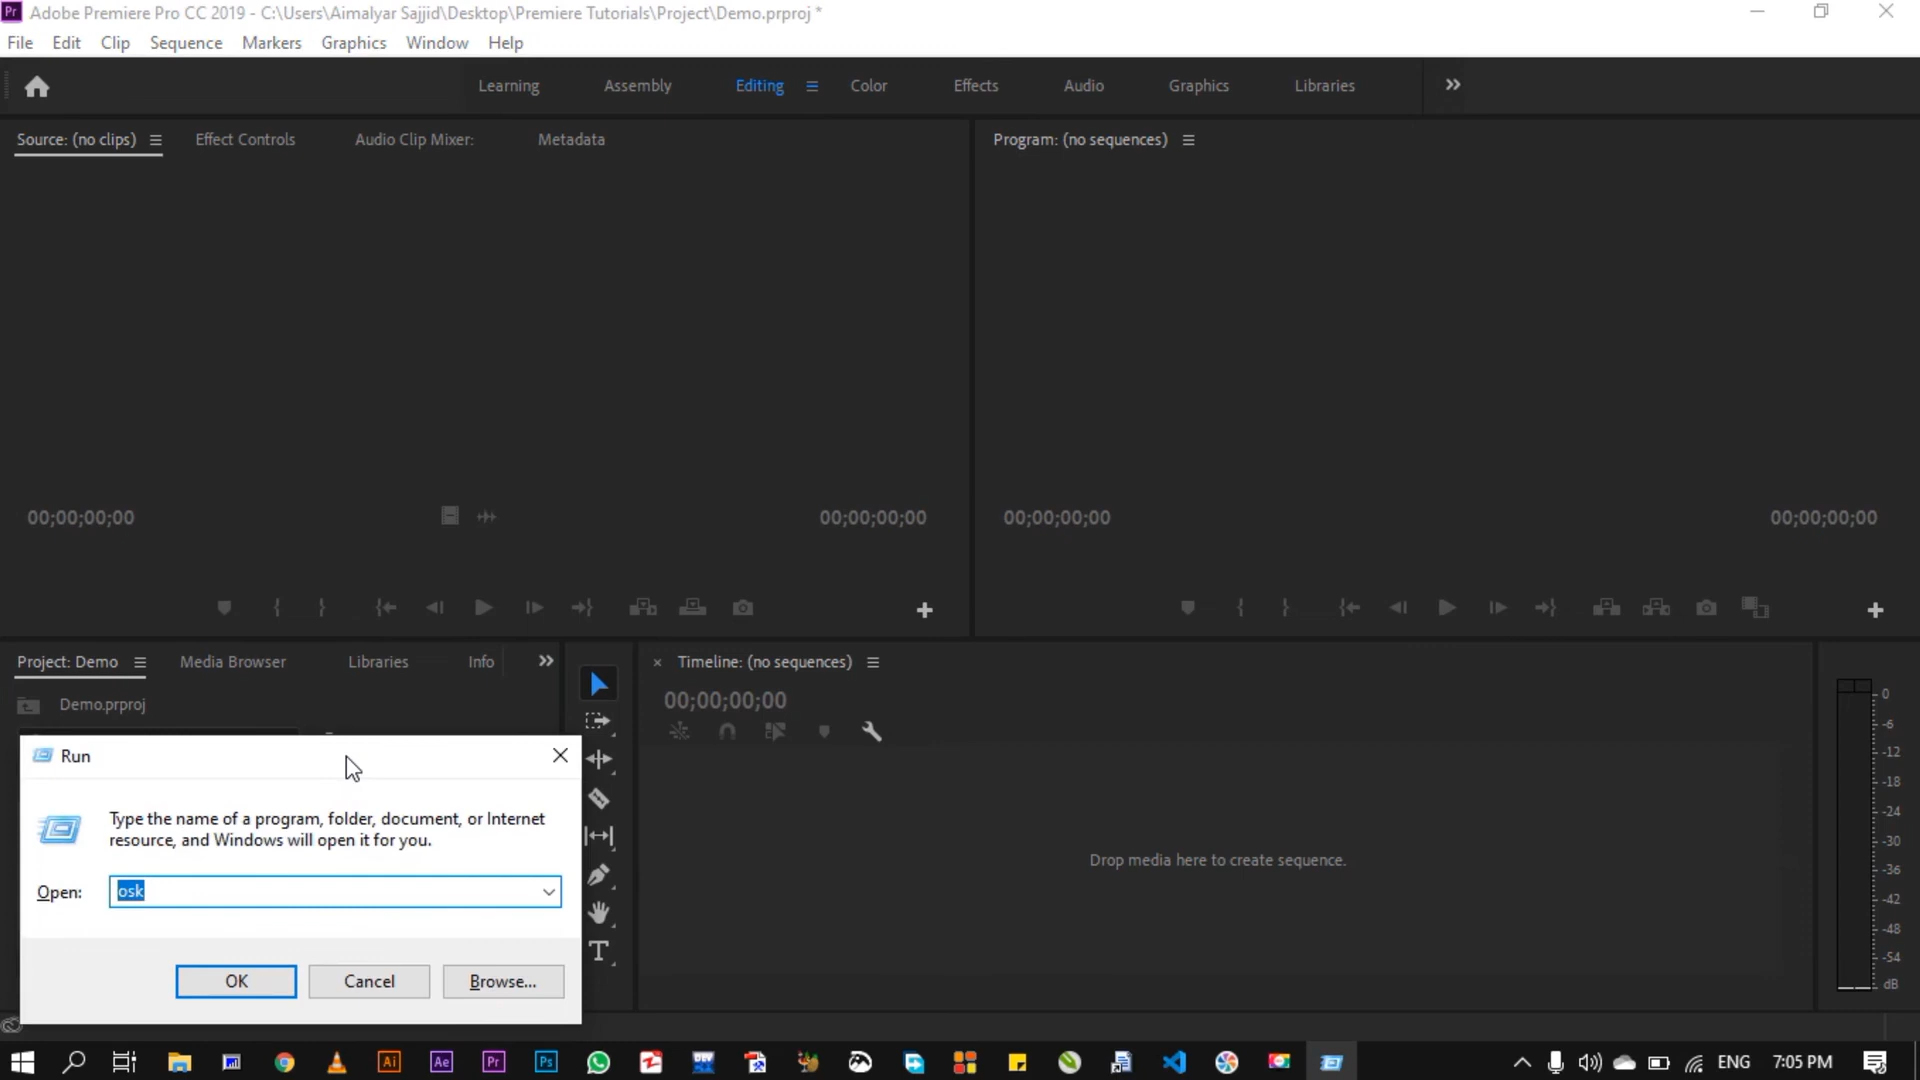 Pr Adobe Premiere Pro CC 2019 - C:\Users\Aimalyar Sajjid\Desktop\Premiere Tutorials\Project\Demo.prproj *
File Edit Clip Sequence Markers Graphics Window Help
Learning Assembly Editing Color Effects Audio Graphics Libraries
Source: (no clips) Effect Controls Audio Clip Mixer: Metadata
Program: (no sequences)
00;00;00;00 00;00;00;00
00;00;00;00 00;00;00;00
Project: Demo Media Browser Libraries Info
Demo.prproj
Timeline: (no sequences)
00;00;00;00
Drop media here to create sequence.
0
-6
-12
-18
-24
-30
-36
-42
-48
-54
dB
Run
Type the name of a program, folder, document, or Internet
resource, and Windows will open it for you.
Open: osk
OK Cancel Browse...
Ai Ae Pr Ps DEV ENG 7:05 PM